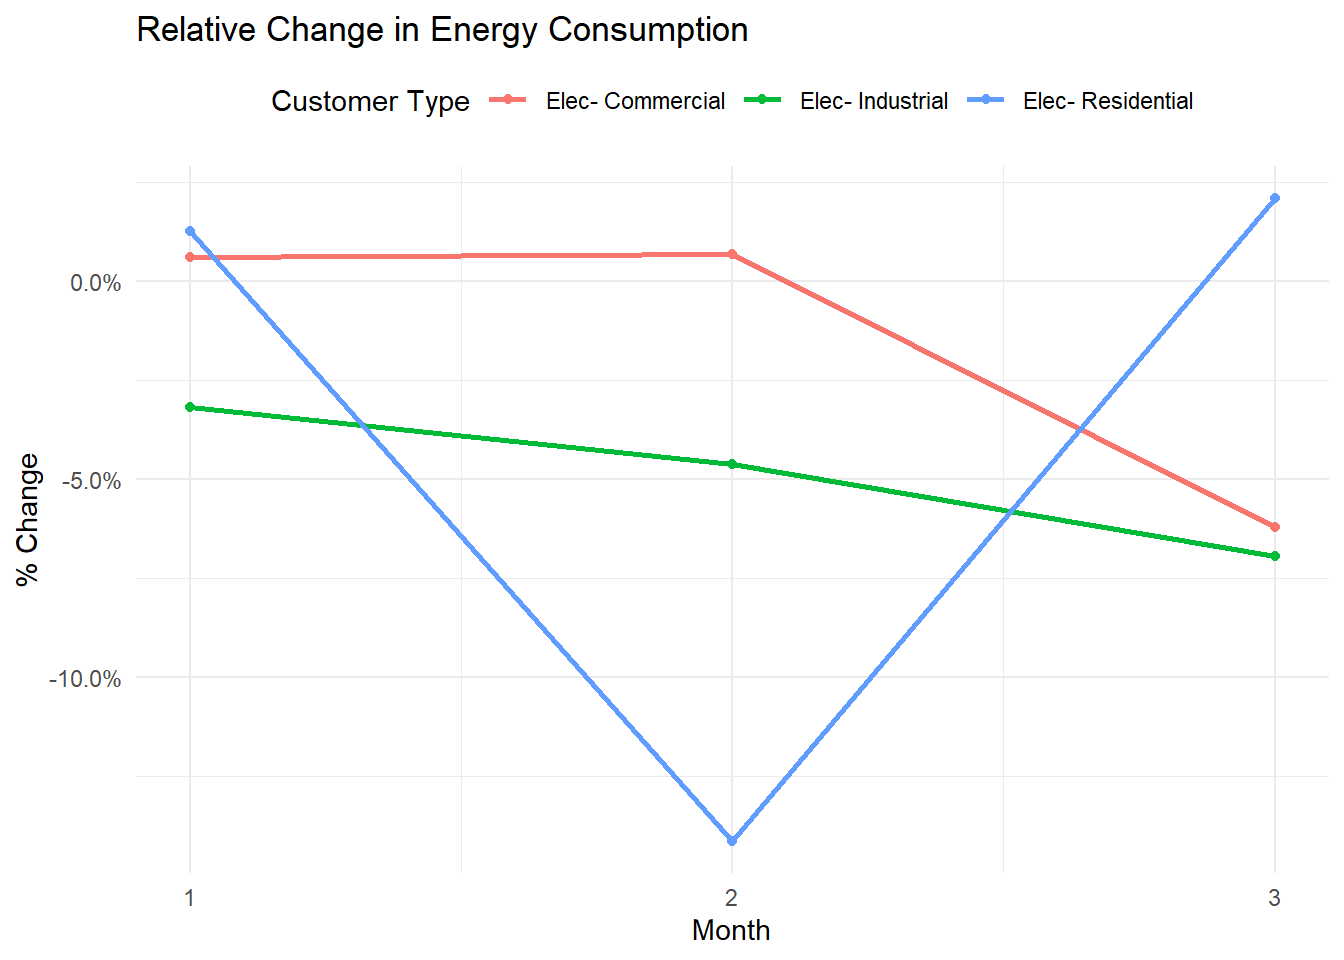 Relative Change in Energy Consumption
Customer Type Elec- Commercial Elec- Industrial Elec- Residential
% Change
0.0%
-5.0%
-10.0%
1 2 3
Month